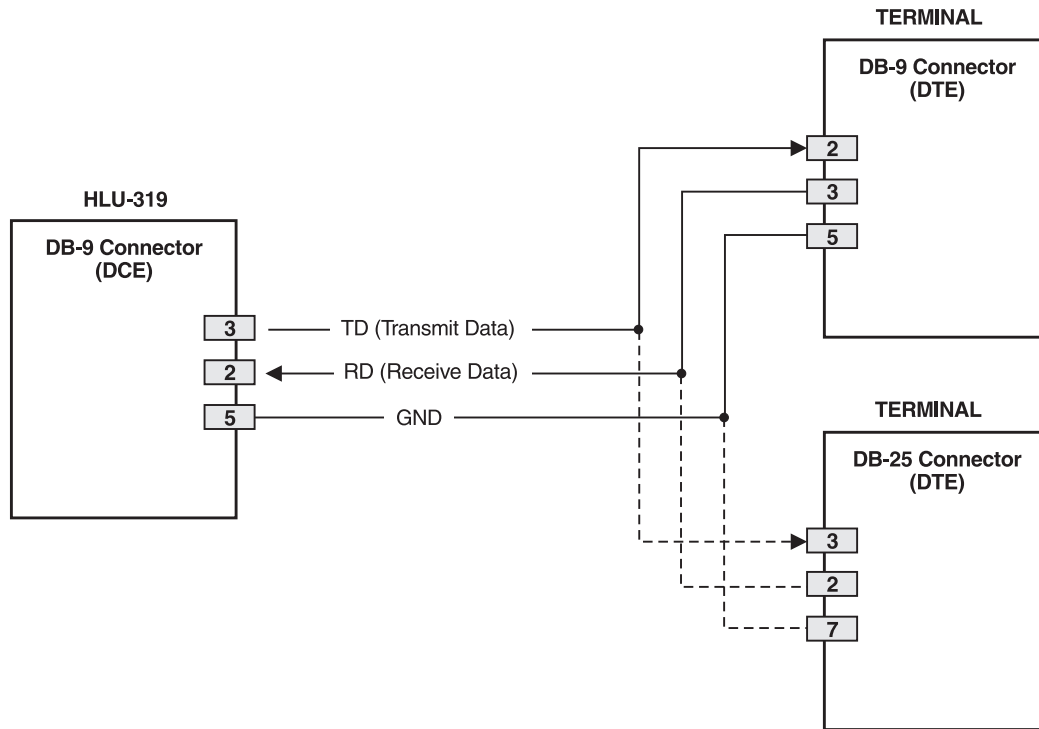 TERMINAL
DB-9 Connector
(DTE)
2
3
5
HLU-319
DB-9 Connector
(DCE)
3
TD (Transmit Data)
2
RD (Receive Data)
5
GND
TERMINAL
DB-25 Connector
(DTE)
3
2
7